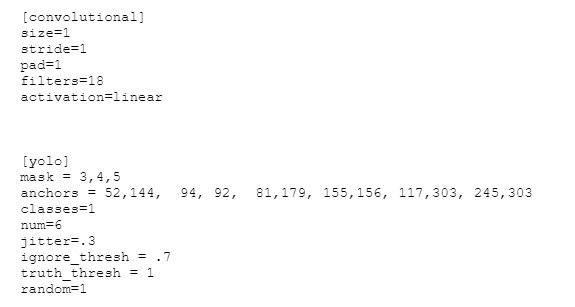 [convolutional]
size=1
stride=1
pad=1
filters=18
activation=linear
[yolo]
mask = 3,4,5
anchors = 52,144,  94, 92,  81,179, 155,156, 117,303, 245,303
classes=1
num=6
jitter=.3
ignore_thresh = .7
truth_thresh = 1
random=1